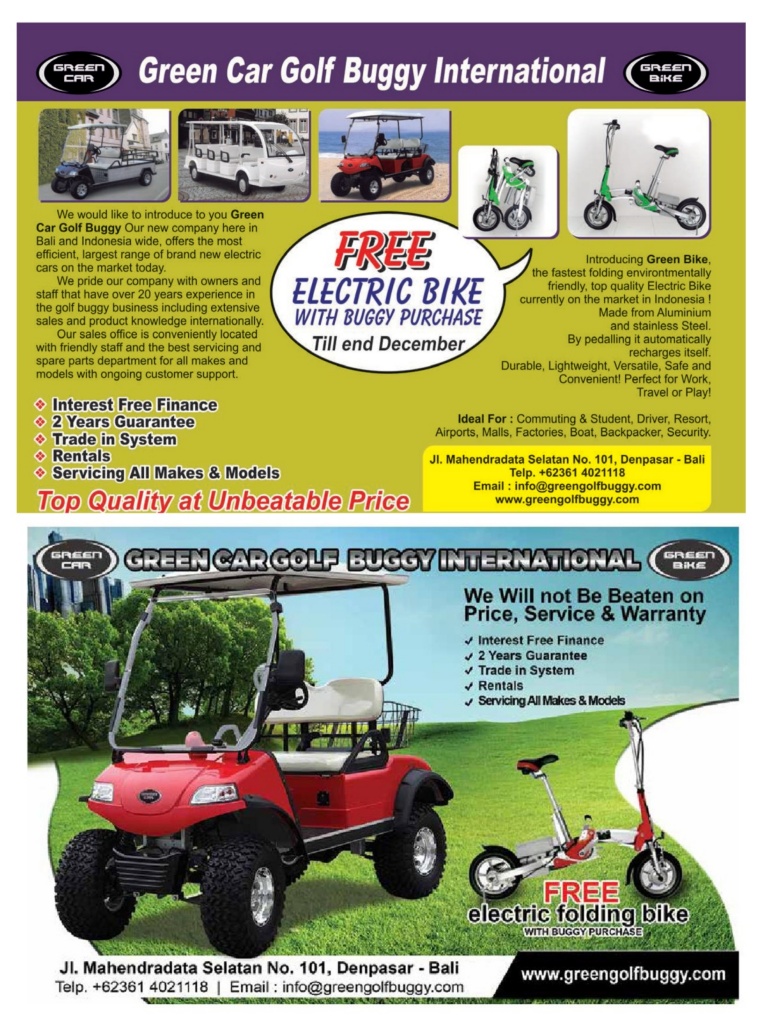 GREEN
CAR
Green Car Golf Buggy International
GREEN
BiKE
We would like to introduce to you Green
Car Golf Buggy Our new company here in
Bali and Indonesia wide, offers the most
efficient, largest range of brand new electric
cars on the market today.
We pride our company with owners and
staff that have over 20 years experience in
the golf buggy business including extensive
sales and product knowledge internationally.
Our sales office is conveniently located
with friendly staff and the best servicing and
spare parts department for all makes and
models with ongoing customer support.
❖ Interest Free Finance
❖ 2 Years Guarantee
❖ Trade in System
❖ Rentals
❖ Servicing All Makes & Models
Top Quality at Unbeatable Price
FREE
ELECTRIC BIKE
WITH BUGGY PURCHASE
Till end December
Introducing Green Bike,
the fastest folding environtmentally
friendly, top quality Electric Bike
currently on the market in Indonesia !
Made from Aluminium
and stainless Steel.
By pedalling it automatically
recharges itself.
Durable, Lightweight, Versatile, Safe and
Convenient! Perfect for Work,
Travel or Play!
Ideal For : Commuting & Student, Driver, Resort,
Airports, Malls, Factories, Boat, Backpacker, Security.
Jl. Mahendradata Selatan No. 101, Denpasar - Bali
Telp. +62361 4021118
Email : info@greengolfbuggy.com
www.greengolfbuggy.com
GREEN
CAR
GREEN CAR GOLF BUGGY INTERNATIONAL
GREEN
BiKE
We Will not Be Beaten on
Price, Service & Warranty
✓ Interest Free Finance
✓ 2 Years Guarantee
✓ Trade in System
✓ Rentals
✓ Servicing All Makes & Models
FREE
electric folding bike
WITH BUGGY PURCHASE
Jl. Mahendradata Selatan No. 101, Denpasar - Bali
Telp. +62361 4021118 | Email : info@greengolfbuggy.com
www.greengolfbuggy.com